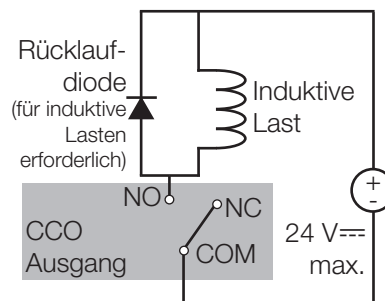 Rücklauf-
diode
(für induktive
Lasten
erforderlich)
Induktive
Last
NO
NC
CCO
Ausgang
COM
+
-
24 V⎓
max.